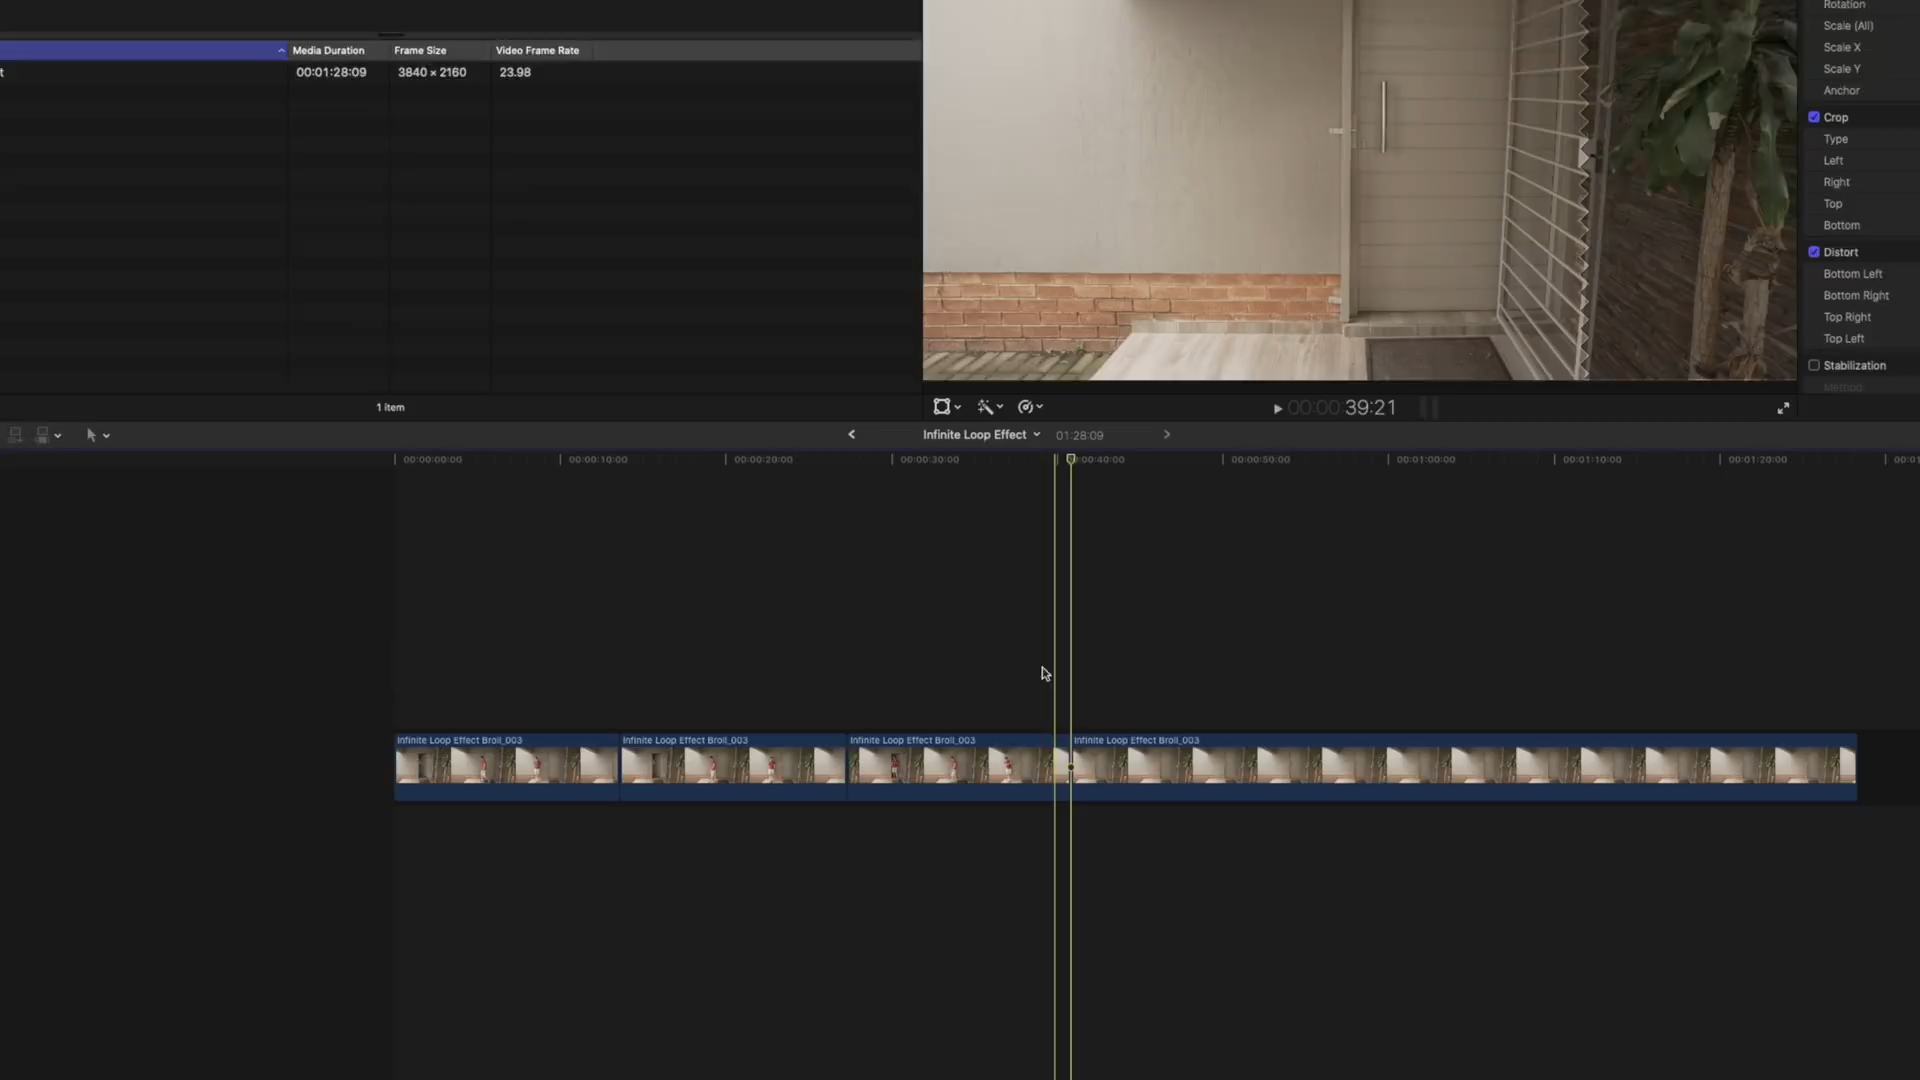 Media Duration Frame Size Video Frame Rate
t 00:01:28:09 3840 × 2160 23.98
1 item
Rotation
Scale (All)
Scale X
Scale Y
Anchor
Crop
Type
Left
Right
Top
Bottom
Distort
Bottom Left
Bottom Right
Top Right
Top Left
Stabilization
Method
00:00:39:21
Infinite Loop Effect 01:28:09
00:00:00:00 00:00:10:00 00:00:20:00 00:00:30:00 00:00:40:00 00:00:50:00 00:01:00:00 00:01:10:00 00:01:20:00 00:01
Infinite Loop Effect Broll_003 Infinite Loop Effect Broll_003 Infinite Loop Effect Broll_003 Infinite Loop Effect Broll_003